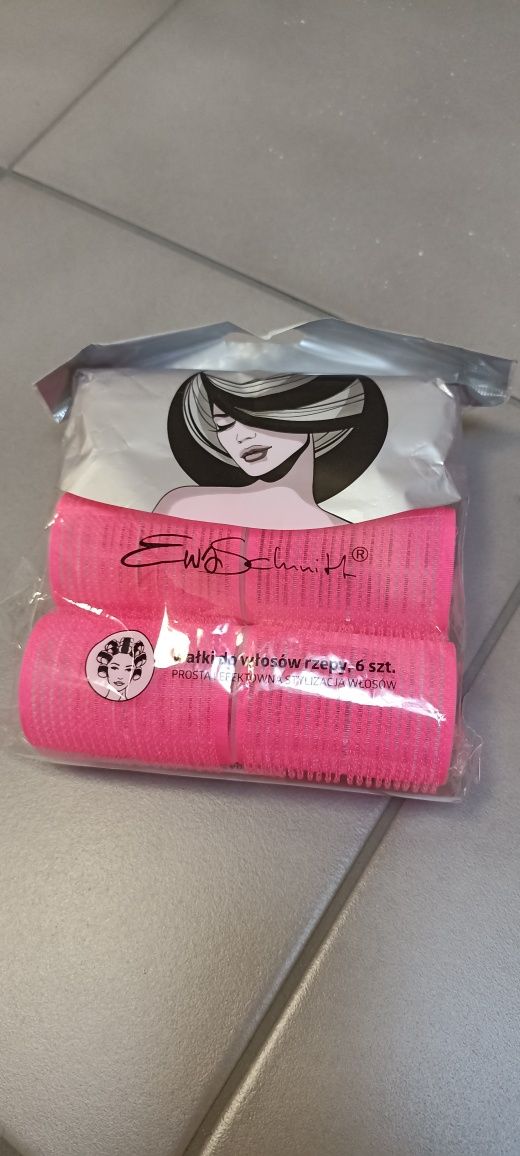 Ewa Schmitt®
Wałki do włosów rzepy, 6 szt.
PROSTA I EFEKTOWNA STYLIZACJA WŁOSÓW